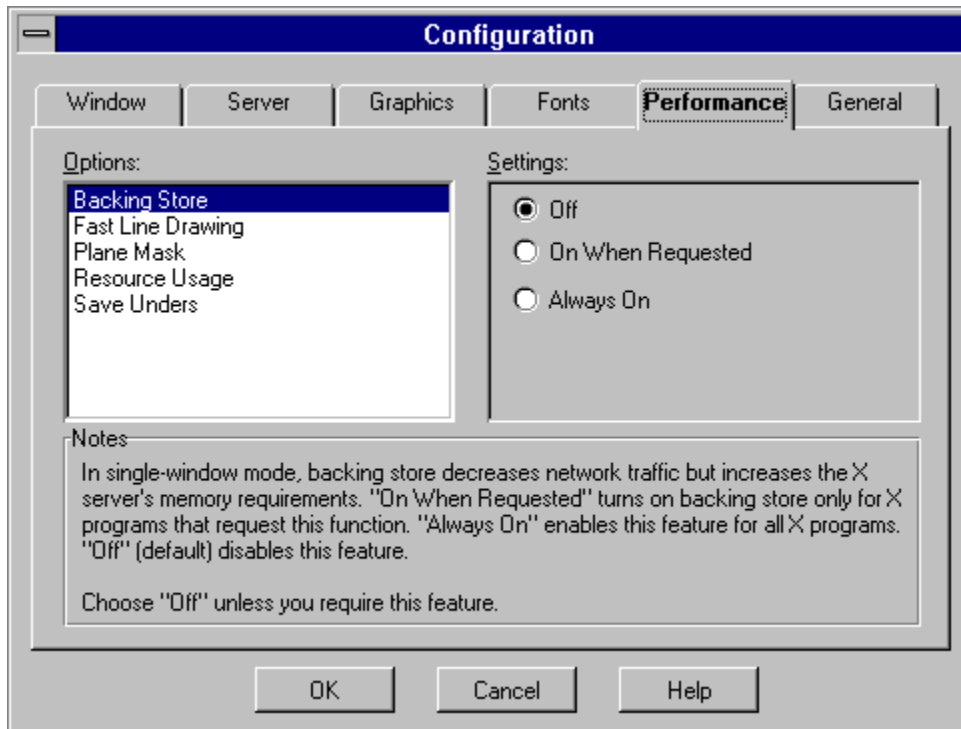 Configuration
Window Server Graphics Fonts Performance General
Options:
Backing Store
Fast Line Drawing
Plane Mask
Resource Usage
Save Unders
Settings:
Off
On When Requested
Always On
Notes
In single-window mode, backing store decreases network traffic but increases the X
server's memory requirements. "On When Requested" turns on backing store only for X
programs that request this function. "Always On" enables this feature for all X programs.
"Off" (default) disables this feature.
Choose "Off" unless you require this feature.
OK Cancel Help